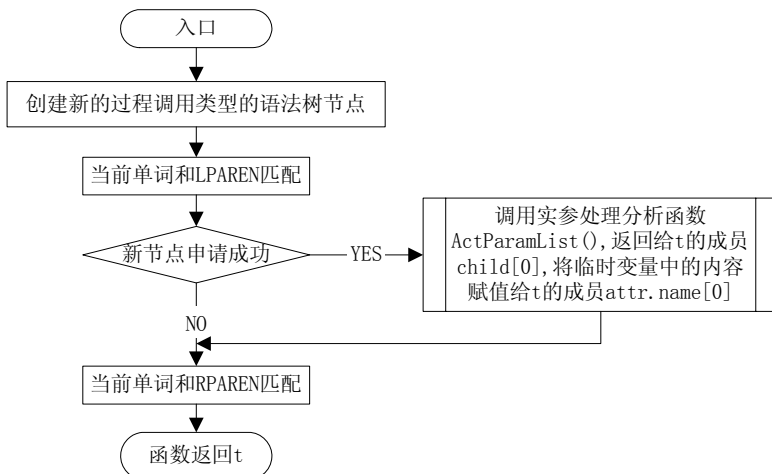 入口
创建新的过程调用类型的语法树节点
当前单词和LPAREN匹配
新节点申请成功
YES
调用实参处理分析函数
ActParamList(),返回给t的成员
child[0],将临时变量中的内容
赋值给t的成员attr.name[0]
NO
当前单词和RPAREN匹配
函数返回t